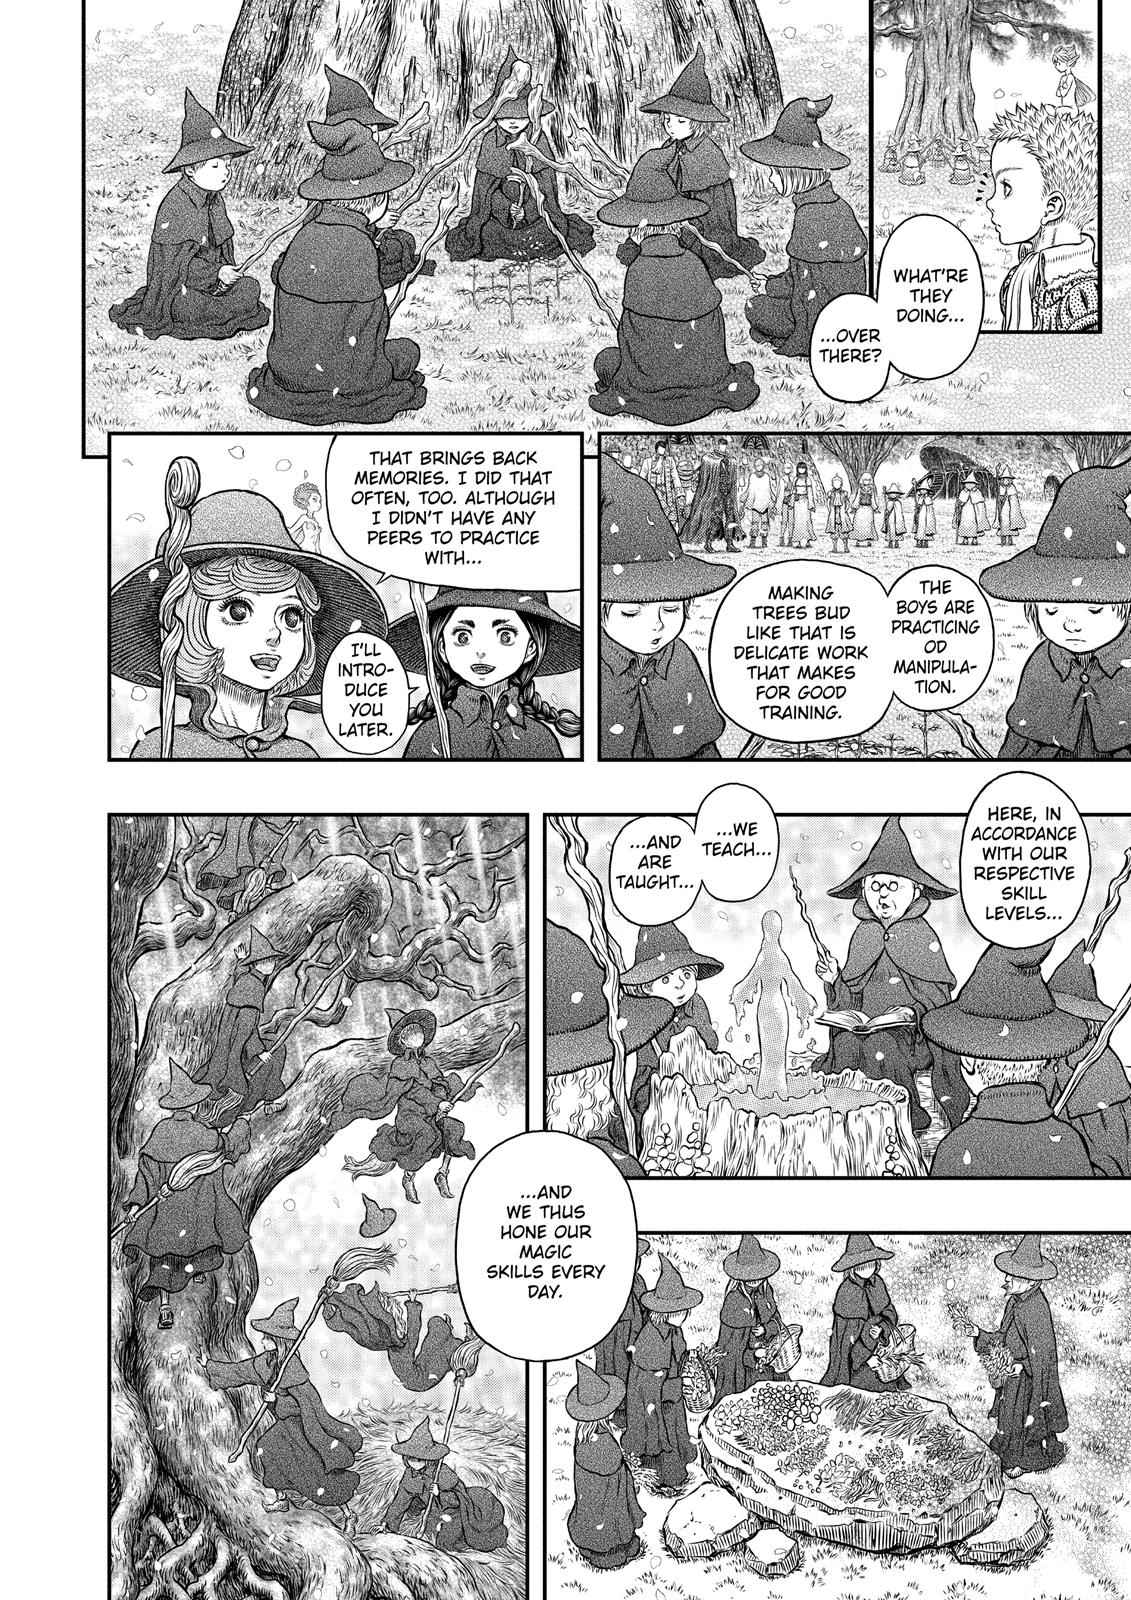 WHAT'RE
THEY
DOING...
...OVER
THERE?
THE
BOYS ARE
PRACTICING
OD
MANIPULA-
TION.
MAKING
TREES BUD
LIKE THAT IS
DELICATE WORK
THAT MAKES
FOR GOOD
TRAINING.
THAT BRINGS BACK
MEMORIES. I DID THAT
OFTEN, TOO. ALTHOUGH
I DIDN'T HAVE ANY
PEERS TO PRACTICE
WITH...
I'LL
INTRO-
DUCE
YOU
LATER.
HERE, IN
ACCORDANCE
WITH OUR
RESPECTIVE
SKILL
LEVELS...
...WE
TEACH...
...AND
ARE
TAUGHT...
...AND
WE THUS
HONE OUR
MAGIC
SKILLS EVERY
DAY.